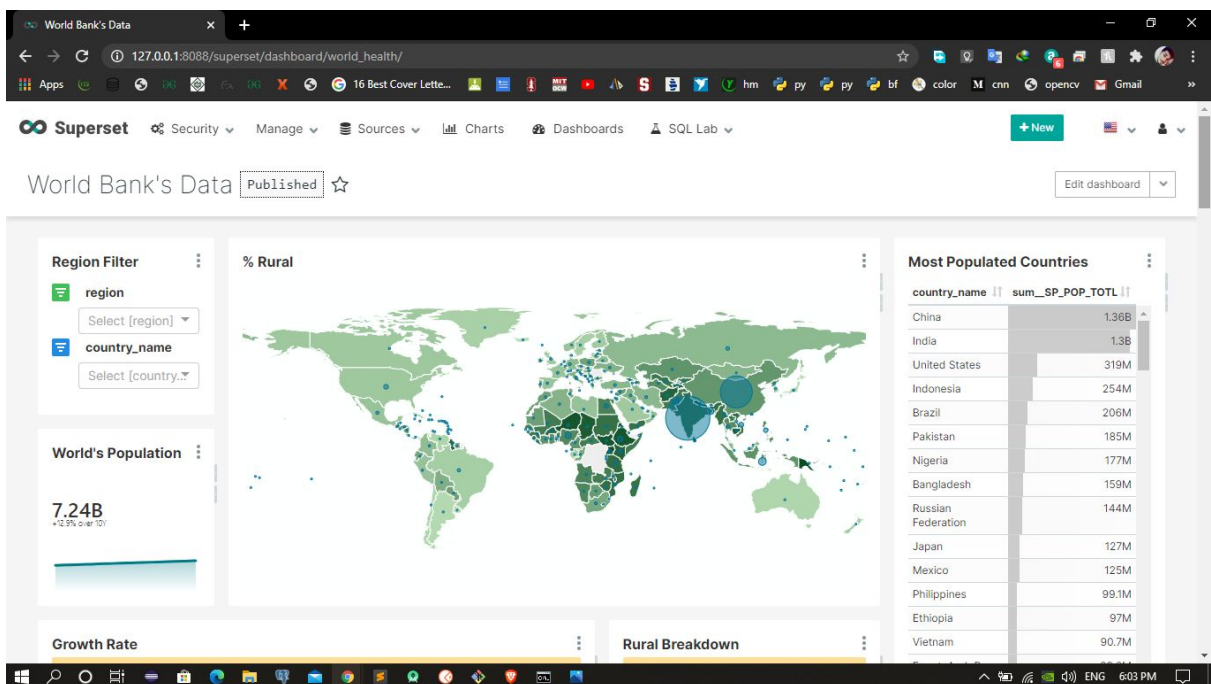 World Bank's Data
127.0.0.1:8088/superset/dashboard/world_health/
Apps
16 Best Cover Lette...
MIT
OCW
hm
py
py
bf
color
M cnn
opencv
Gmail
»
Superset
Security
Manage
Sources
Charts
Dashboards
SQL Lab
+ New
World Bank's Data
Published
Edit dashboard
Region Filter
region
Select [region]
country_name
Select [country...
World's Population
7.24B
+12.9% over 10Y
% Rural
Most Populated Countries
country_name sum__SP_POP_TOTL
China 1.36B
India 1.3B
United States 319M
Indonesia 254M
Brazil 206M
Pakistan 185M
Nigeria 177M
Bangladesh 159M
Russian
Federation 144M
Japan 127M
Mexico 125M
Philippines 99.1M
Ethiopia 97M
Vietnam 90.7M
Growth Rate
Rural Breakdown
ENG 6:03 PM